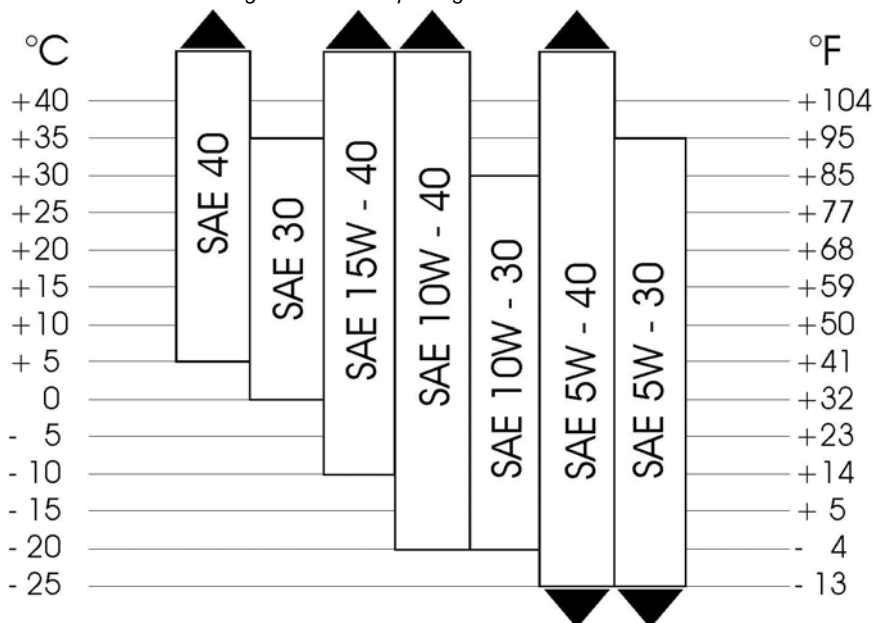 °C °F
+40 +104
+35 +95
+30 +85
+25 +77
+20 +68
+15 +59
+10 +50
+ 5 +41
0 +32
- 5 +23
- 10 +14
- 15 + 5
- 20 - 4
- 25 - 13
SAE 40
SAE 30
SAE 15W - 40
SAE 10W - 40
SAE 10W - 30
SAE 5W - 40
SAE 5W - 30